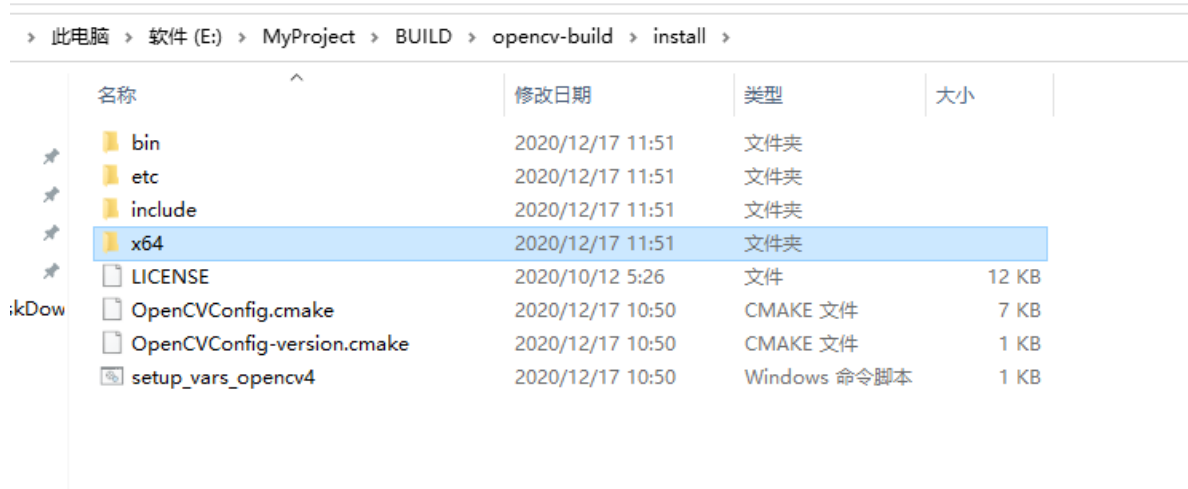 › 此电脑 › 软件 (E:) › MyProject › BUILD › opencv-build › install ›
名称 修改日期 类型 大小
bin 2020/12/17 11:51 文件夹
etc 2020/12/17 11:51 文件夹
include 2020/12/17 11:51 文件夹
x64 2020/12/17 11:51 文件夹
LICENSE 2020/10/12 5:26 文件 12 KB
skDow OpenCVConfig.cmake 2020/12/17 10:50 CMAKE 文件 7 KB
OpenCVConfig-version.cmake 2020/12/17 10:50 CMAKE 文件 1 KB
setup_vars_opencv4 2020/12/17 10:50 Windows 命令脚本 1 KB